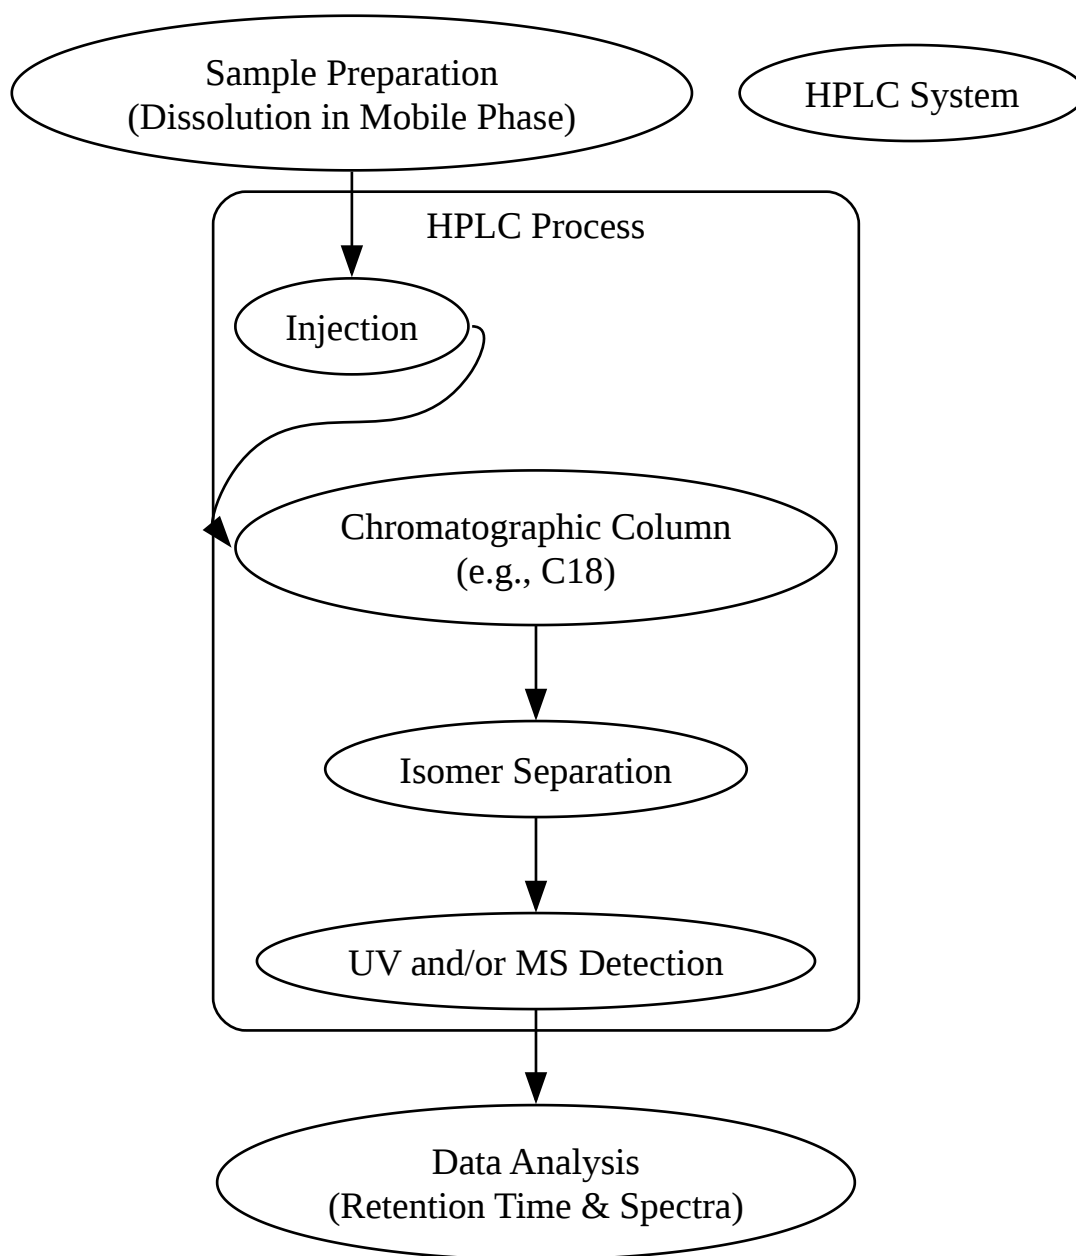 Sample Preparation
(Dissolution in Mobile Phase)
HPLC System
HPLC Process
Injection
Chromatographic Column
(e.g., C18)
Isomer Separation
UV and/or MS Detection
Data Analysis
(Retention Time & Spectra)